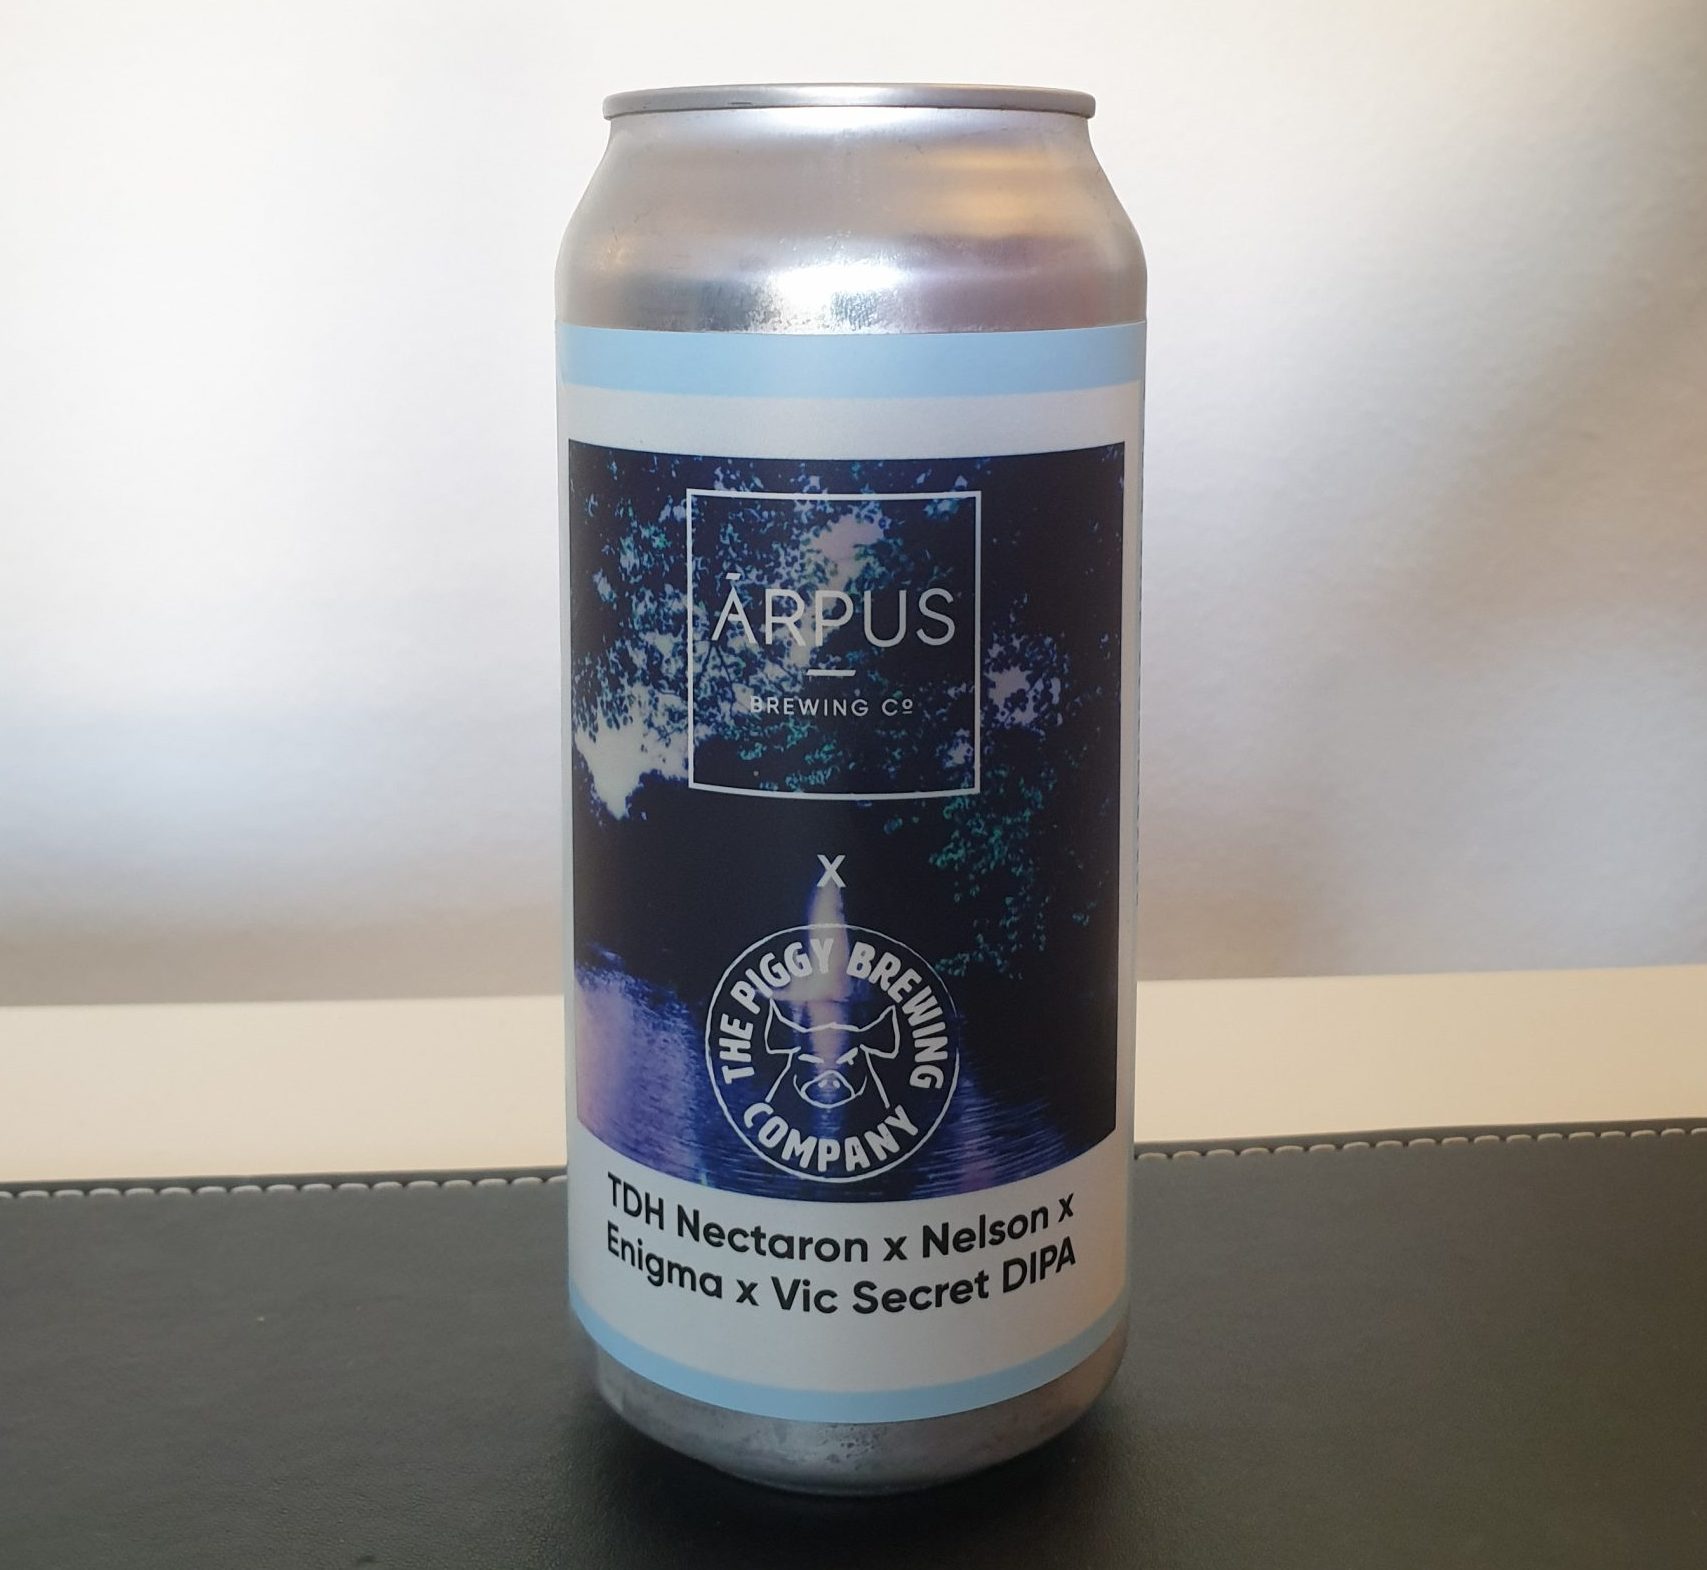 ĀRPUS
BREWING Cº
X
THE PIGGY BREWING
COMPANY
TDH Nectaron x Nelson x
Enigma x Vic Secret DIPA